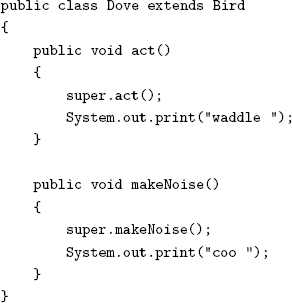 public class Dove extends Bird
{
    public void act()
    {
        super.act();
        System.out.print("waddle ");
    }

    public void makeNoise()
    {
        super.makeNoise();
        System.out.print("coo ");
    }
}